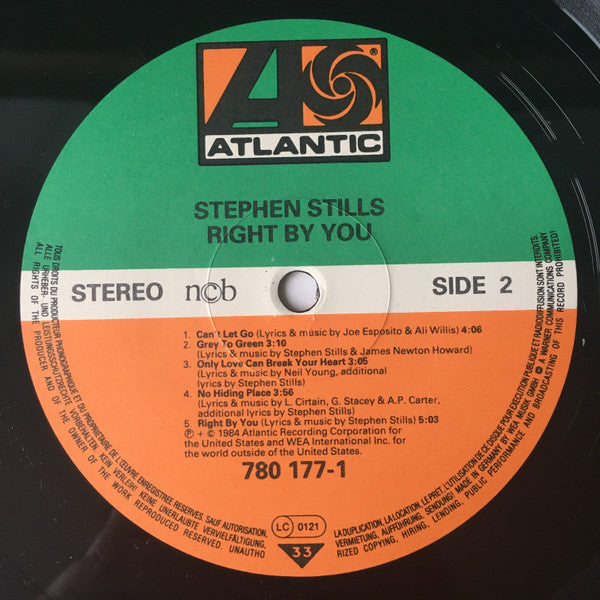 ATLANTIC
®
STEPHEN STILLS
RIGHT BY YOU
STEREO n©b SIDE 2
1. Can't Let Go (Lyrics & music by Joe Esposito & Ali Willis) 4:06
2. Grey To Green 3:10
(Lyrics & music by Stephen Stills & James Newton Howard)
3. Only Love Can Break Your Heart 3:05
(Lyrics & music by Neil Young, additional
lyrics by Stephen Stills)
4. No Hiding Place 3:56
(Lyrics & music by L. Cirtain, G. Stacey & A.P. Carter,
additional lyrics by Stephen Stills)
5. Right By You (Lyrics & music by Stephen Stills) 5:03
℗ + © 1984 Atlantic Recording Corporation for
the United States and WEA International Inc. for
the world outside of the United States.
780 177-1
LC 0121
33
TOUS DROITS DU PRODUCTEUR PHONOGRAPHIQUE ET DU PROPRIETAIRE DE L'ŒUVRE ENREGISTREE RESERVES. SAUF AUTORISATION,
LA DUPLICATION, LA LOCATION, LE PRET, L'UTILISATION DE CE DISQUE POUR EXECUTION PUBLIQUE ET RADIODIFFUSION SONT INTERDITS.
ALLE URHEBER- UND LEISTUNGSSCHUTZRECHTE VORBEHALTEN. KEIN VERLEIH! KEINE UNERLAUBTE VERVIELFÄLTIGUNG,
VERMIETUNG, AUFFÜHRUNG, SENDUNG! MADE IN GERMANY BY WEA MUSIC GMBH A WARNER COMMUNICATIONS COMPANY
ALL RIGHTS OF THE PRODUCER AND OF THE OWNER OF THE WORK REPRODUCED RESERVED. UNAUTHO
RIZED COPYING, HIRING, LENDING, PUBLIC PERFORMANCE AND BROADCASTING OF THIS RECORD PROHIBITED!